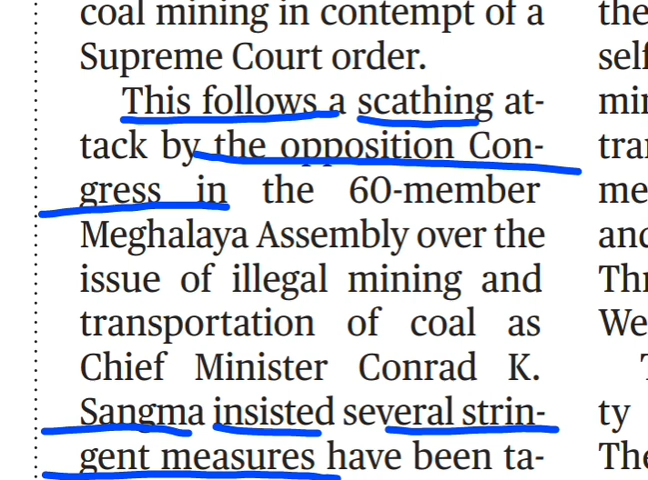 coal mining in contempt of a
Supreme Court order.
This follows a scathing at-
tack by the opposition Con-
gress in the 60-member
Meghalaya Assembly over the
issue of illegal mining and
transportation of coal as
Chief Minister Conrad K.
Sangma insisted several strin-
gent measures have been ta-
the
ty